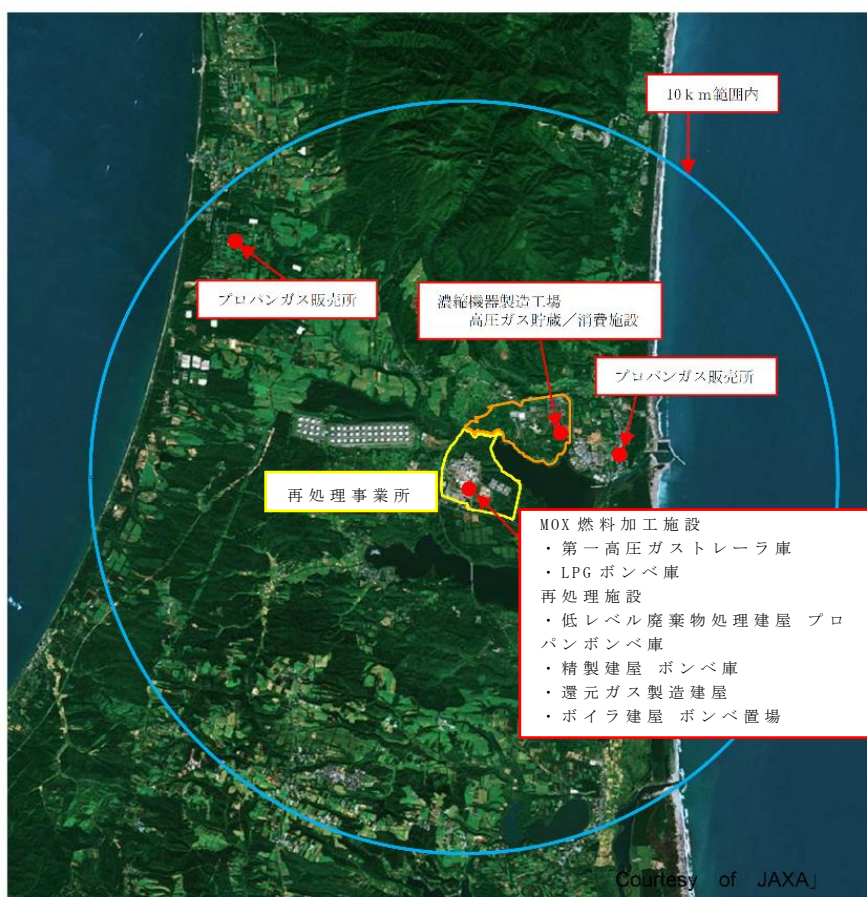 10ｋｍ範囲内
プロパンガス販売所
濃縮機器製造工場
高圧ガス貯蔵／消費施設
プロパンガス販売所
再処理事業所
MOX 燃料加工施設
・第一高圧ガストレーラ庫
・LPG ボンベ庫
再処理施設
・低レベル廃棄物処理建屋 プロ
パンボンベ庫
・精製建屋 ボンベ庫
・還元ガス製造建屋
・ボイラ建屋 ボンベ置場
「Courtesy of JAXA」